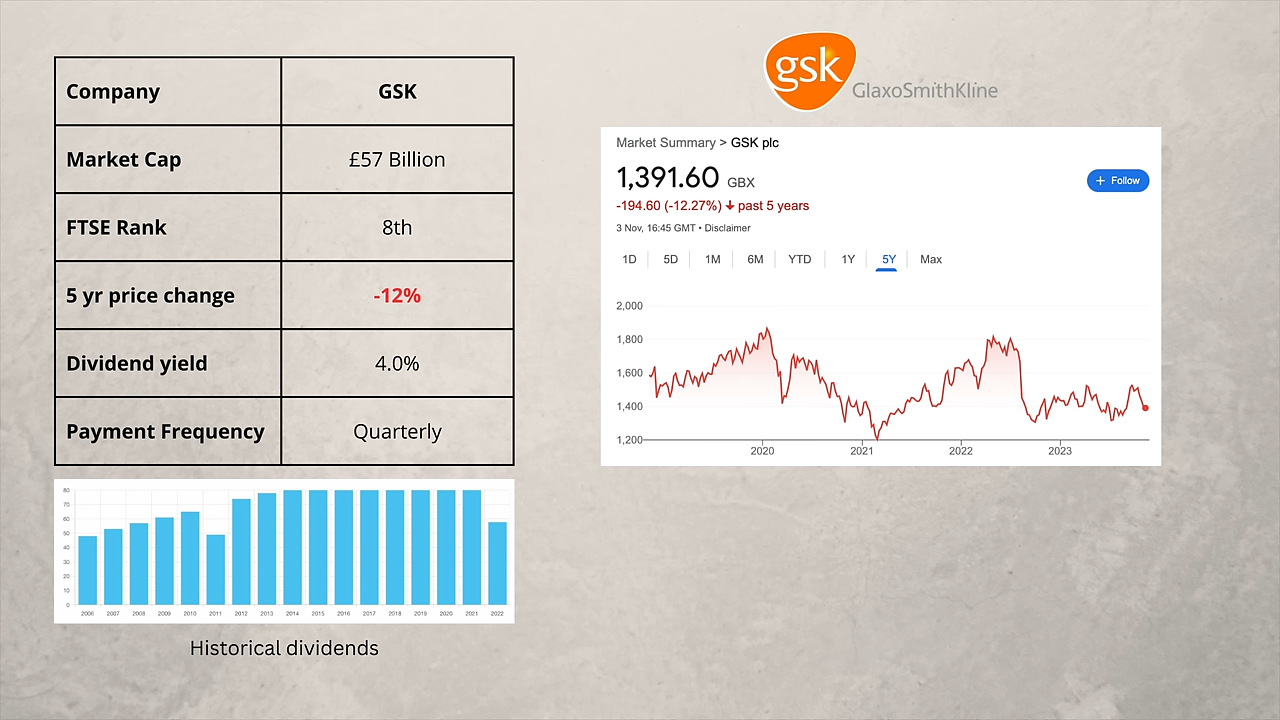 Company GSK
Market Cap £57 Billion
FTSE Rank 8th
5 yr price change -12%
Dividend yield 4.0%
Payment Frequency Quarterly
80
70
60
50
40
30
20
10
0
2006 2007 2008 2009 2010 2011 2012 2013 2014 2015 2016 2017 2018 2019 2020 2021 2022
Historical dividends
gsk GlaxoSmithKline
Market Summary > GSK plc
1,391.60 GBX
+ Follow
-194.60 (-12.27%) ↓ past 5 years
3 Nov, 16:45 GMT • Disclaimer
1D 5D 1M 6M YTD 1Y 5Y Max
2,000
1,800
1,600
1,400
1,200
2020 2021 2022 2023